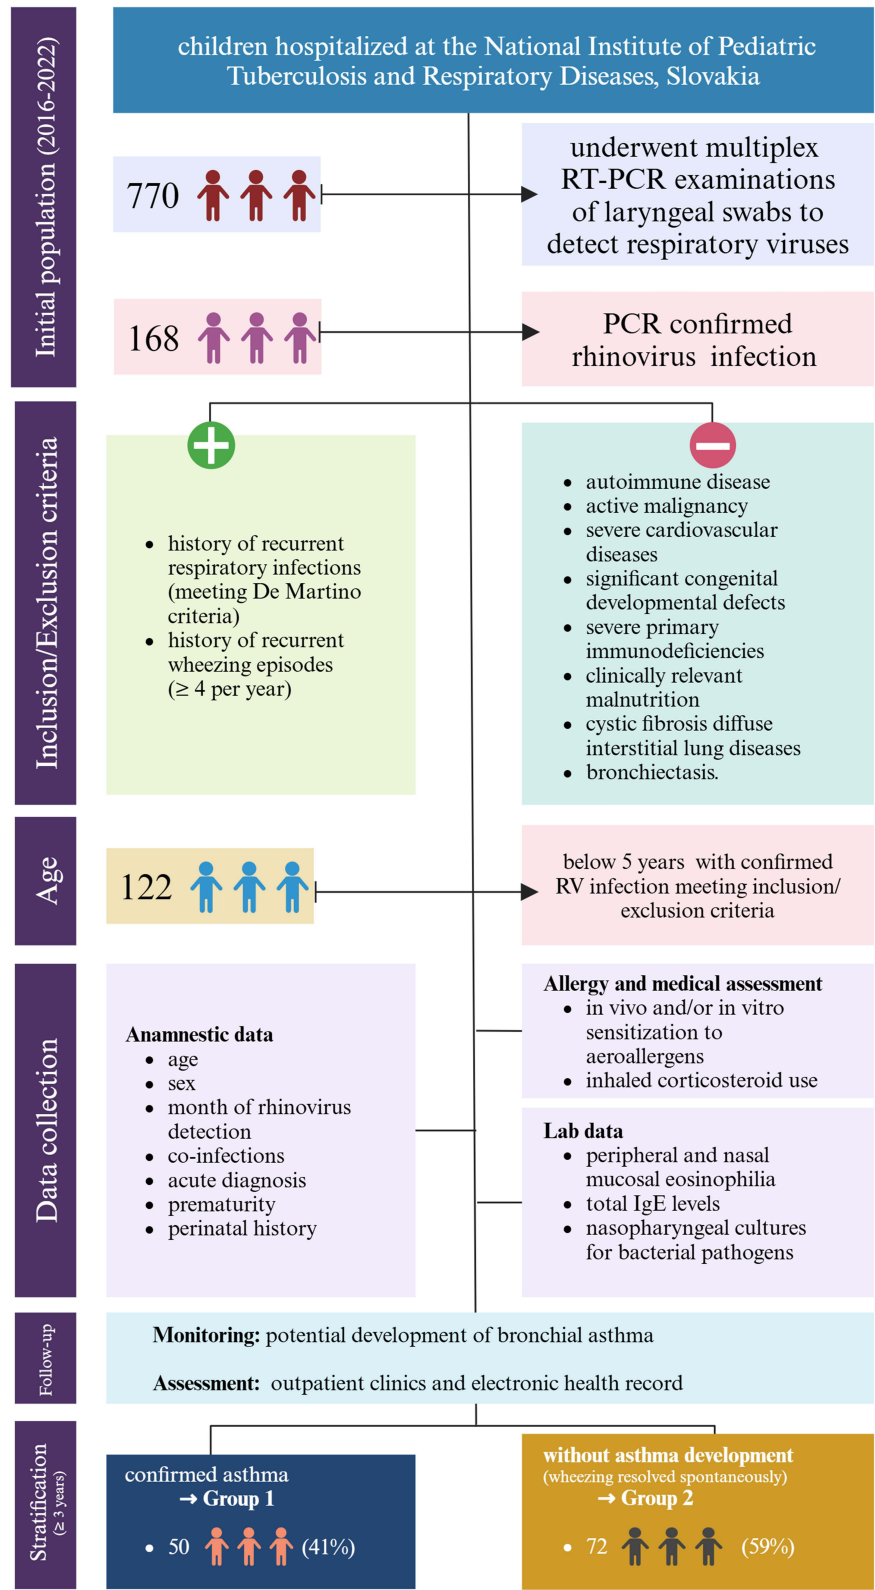 Initial population (2016-2022)
children hospitalized at the National Institute of Pediatric
Tuberculosis and Respiratory Diseases, Slovakia
770
underwent multiplex
RT-PCR examinations
of laryngeal swabs to
detect respiratory viruses
168
PCR confirmed
rhinovirus infection
Inclusion/Exclusion criteria
• history of recurrent
respiratory infections
(meeting De Martino
criteria)
• history of recurrent
wheezing episodes
(≥ 4 per year)
• autoimmune disease
• active malignancy
• severe cardiovascular
diseases
• significant congenital
developmental defects
• severe primary
immunodeficiencies
• clinically relevant
malnutrition
• cystic fibrosis diffuse
interstitial lung diseases
• bronchiectasis.
Age
122
below 5 years with confirmed
RV infection meeting inclusion/
exclusion criteria
Data collection
Anamnestic data
• age
• sex
• month of rhinovirus
detection
• co-infections
• acute diagnosis
• prematurity
• perinatal history
Allergy and medical assessment
• in vivo and/or in vitro
sensitization to
aeroallergens
• inhaled corticosteroid use
Lab data
• peripheral and nasal
mucosal eosinophilia
• total IgE levels
• nasopharyngeal cultures
for bacterial pathogens
Follow-up
Monitoring: potential development of bronchial asthma
Assessment: outpatient clinics and electronic health record
Stratification
(≥ 3 years)
confirmed asthma
→ Group 1
• 50 (41%)
without asthma development
(wheezing resolved spontaneously)
→ Group 2
• 72 (59%)